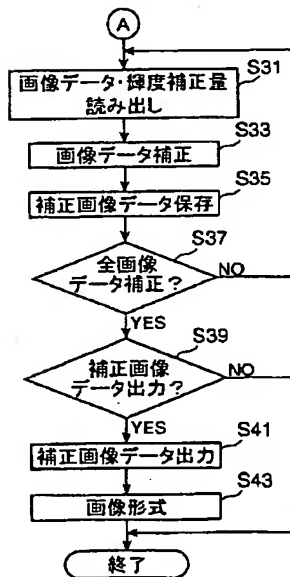 A
画像データ・輝度補正量
読み出し
S31
画像データ補正
S33
補正画像データ保存
S35
全画像
データ補正?
S37
NO
YES
補正画像
データ出力?
S39
NO
YES
補正画像データ出力
S41
画像形式
S43
終了